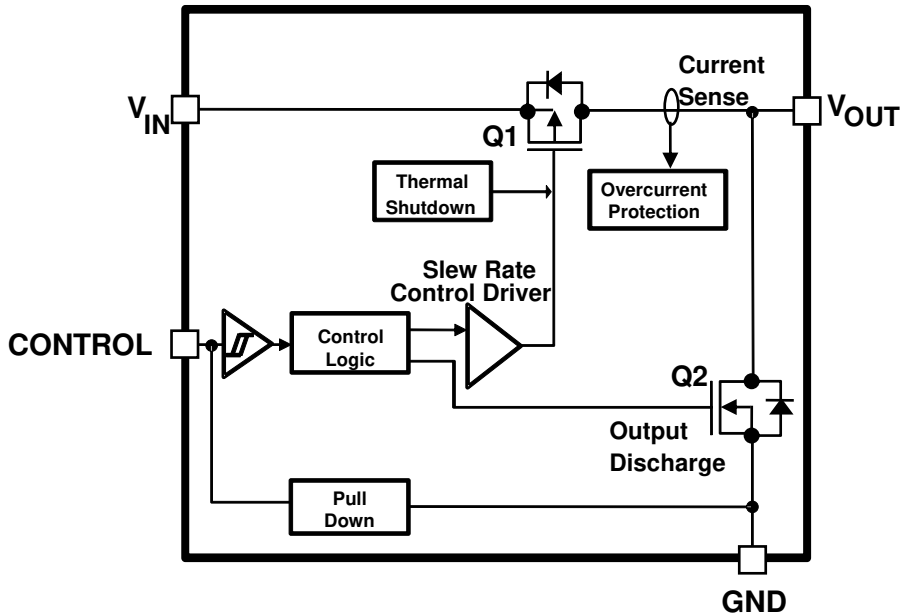 Current
Sense
VIN
VOUT
Q1
Thermal
Shutdown
Overcurrent
Protection
Slew Rate
Control Driver
CONTROL
Control
Logic
Q2
Output
Discharge
Pull
Down
GND